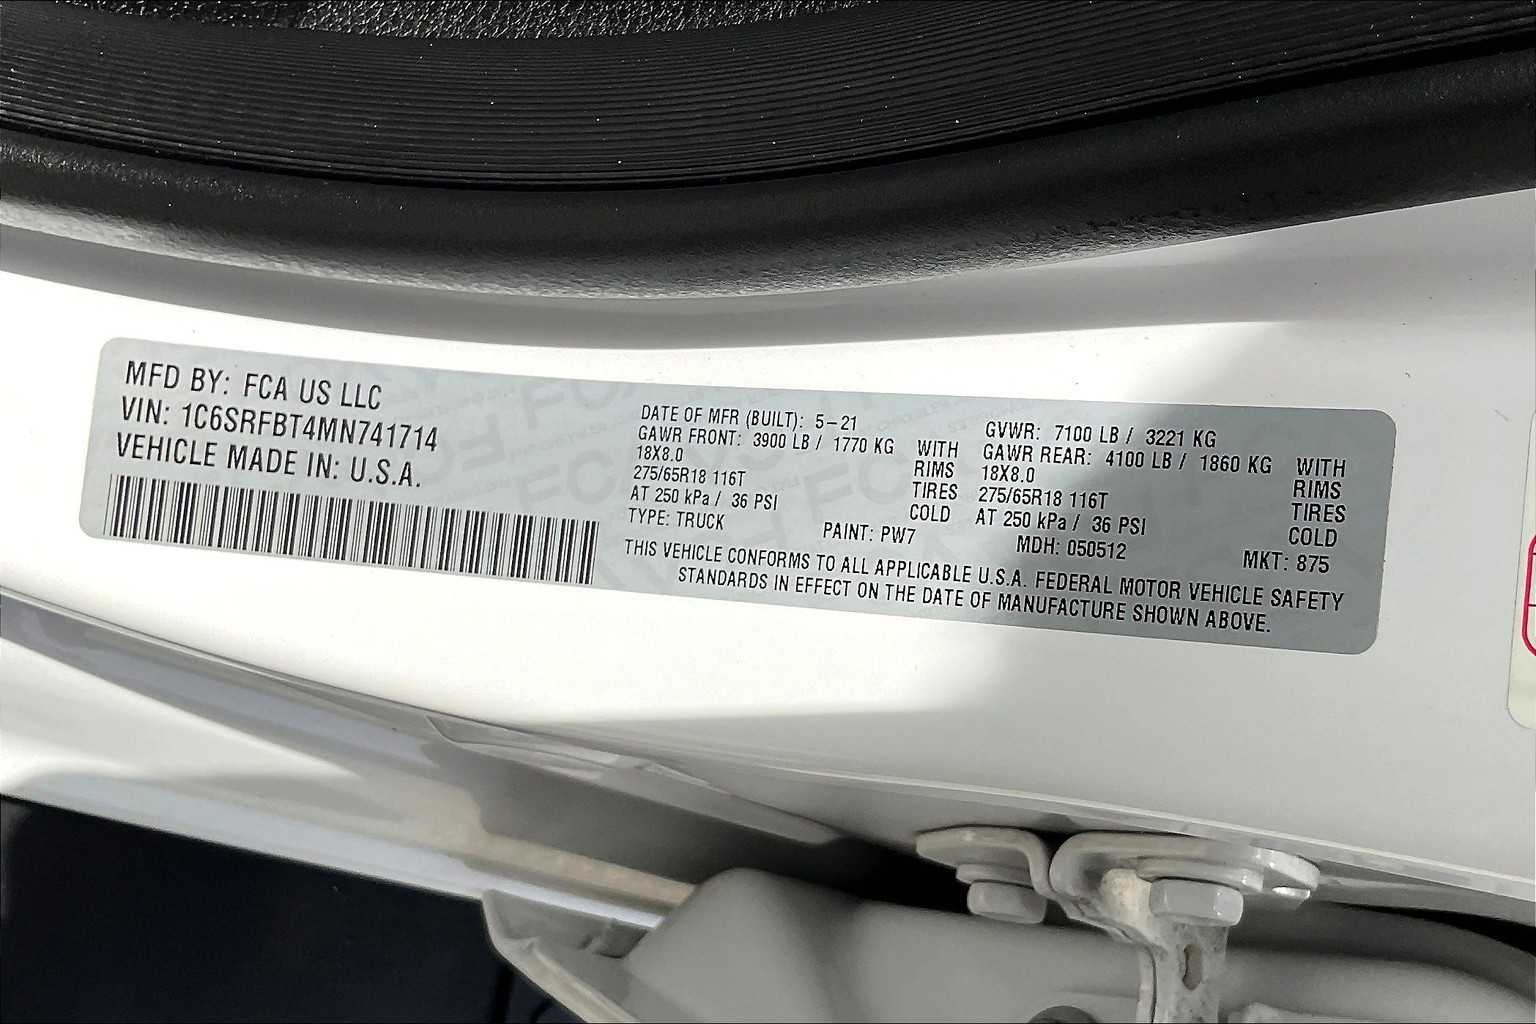 MFD BY: FCA US LLC
VIN: 1C6SRFBT4MN741714
VEHICLE MADE IN: U.S.A.
DATE OF MFR (BUILT): 5-21
GAWR FRONT: 3900 LB / 1770 KG WITH
18X8.0 RIMS
275/65R18 116T TIRES
AT 250 kPa / 36 PSI COLD
GVWR: 7100 LB / 3221 KG
GAWR REAR: 4100 LB / 1860 KG WITH
18X8.0 RIMS
275/65R18 116T TIRES
AT 250 kPa / 36 PSI COLD
TYPE: TRUCK PAINT: PW7 MDH: 050512 MKT: 875
THIS VEHICLE CONFORMS TO ALL APPLICABLE U.S.A. FEDERAL MOTOR VEHICLE SAFETY
STANDARDS IN EFFECT ON THE DATE OF MANUFACTURE SHOWN ABOVE.